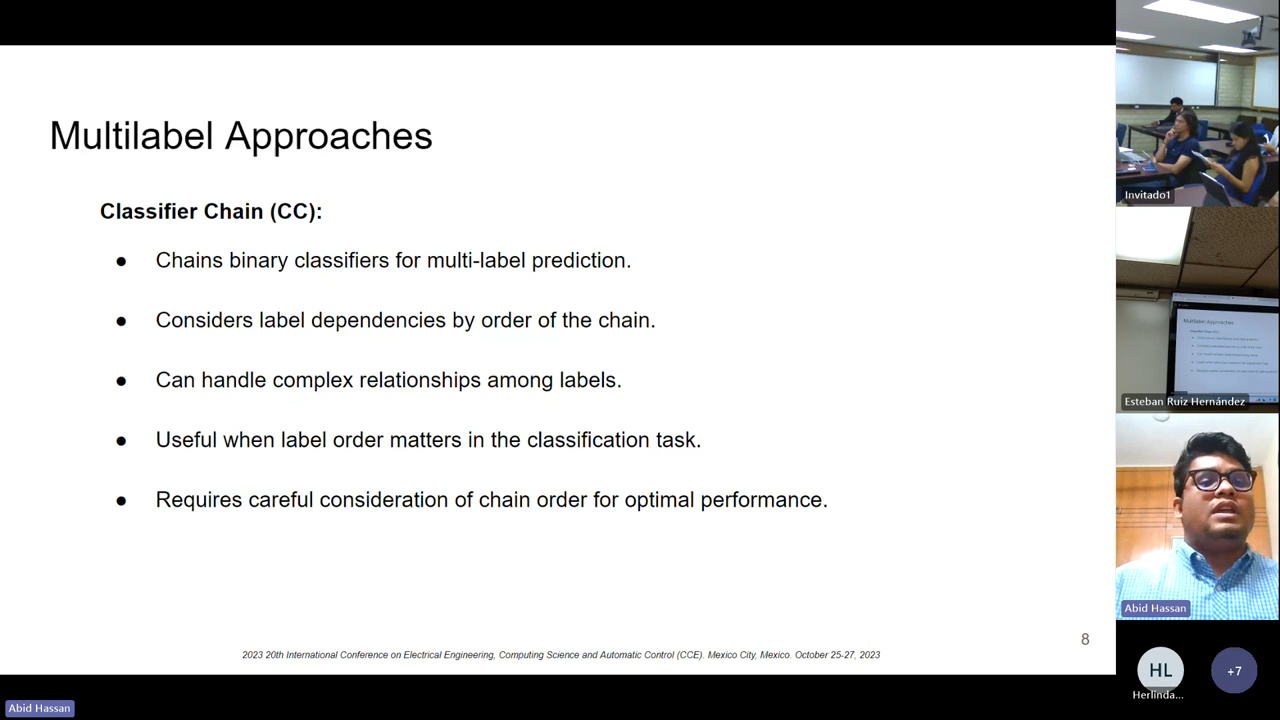 Multilabel Approaches
Classifier Chain (CC):
● Chains binary classifiers for multi-label prediction.
● Considers label dependencies by order of the chain.
● Can handle complex relationships among labels.
● Useful when label order matters in the classification task.
● Requires careful consideration of chain order for optimal performance.
8
2023 20th International Conference on Electrical Engineering, Computing Science and Automatic Control (CCE). Mexico City, Mexico. October 25-27, 2023
Abid Hassan
Invitado1
Multilabel Approaches
Esteban Ruiz Hernández
Abid Hassan
HL
Herlinda...
+7